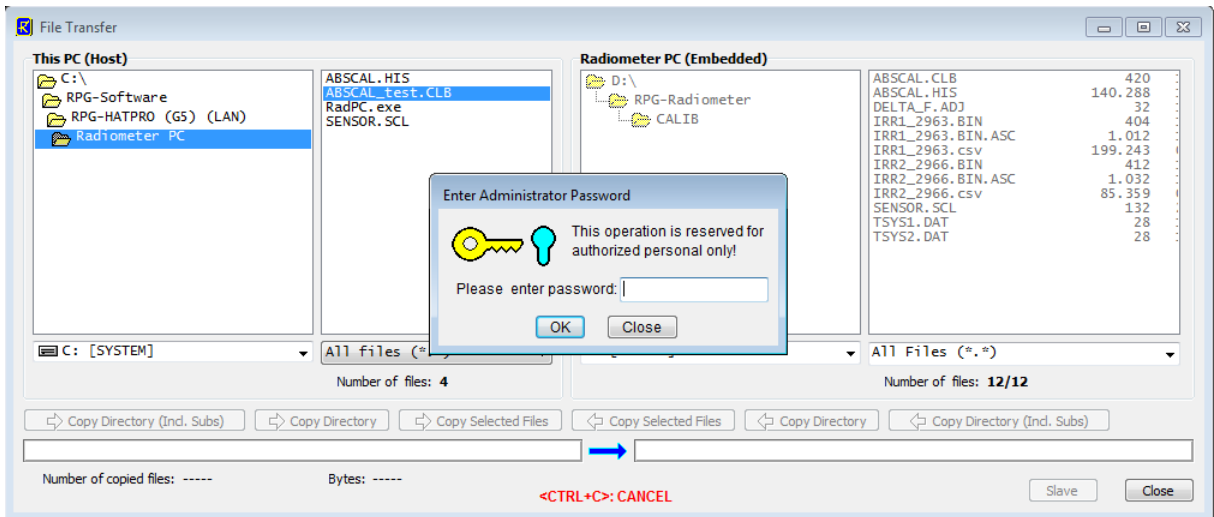 File Transfer
This PC (Host)
C:\
RPG-Software
RPG-HATPRO (G5) (LAN)
Radiometer PC
ABSCAL.HIS
ABSCAL_test.CLB
RadPC.exe
SENSOR.SCL
Radiometer PC (Embedded)
D:\
RPG-Radiometer
CALIB
ABSCAL.CLB 420
ABSCAL.HIS 140.288
DELTA_F.ADJ 32
IRR1_2963.BIN 404
IRR1_2963.BIN.ASC 1.012
IRR1_2963.csv 199.243
IRR2_2966.BIN 412
IRR2_2966.BIN.ASC 1.032
IRR2_2966.csv 85.359
SENSOR.SCL 132
TSYS1.DAT 28
TSYS2.DAT 28
Enter Administrator Password
This operation is reserved for
authorized personal only!
Please enter password:
OK Close
C: [SYSTEM]
All files (*.
All Files (*.*)
Number of files: 4
Number of files: 12/12
Copy Directory (Incl. Subs) Copy Directory Copy Selected Files Copy Selected Files Copy Directory Copy Directory (Incl. Subs)
Number of copied files: ----- Bytes: -----
<CTRL+C>: CANCEL
Slave Close